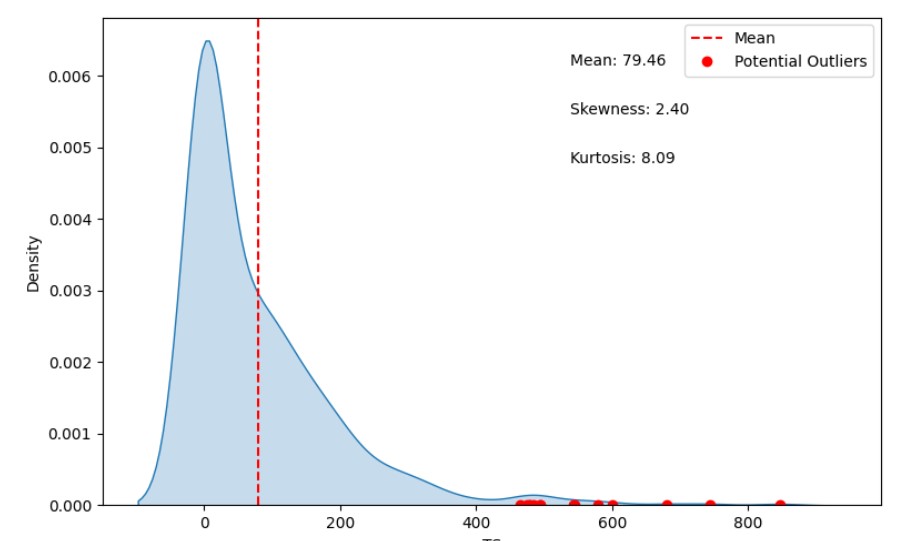 Mean
Potential Outliers
Mean: 79.46
Skewness: 2.40
Kurtosis: 8.09
Density
0.006
0.005
0.004
0.003
0.002
0.001
0.000
0 200 400 600 800